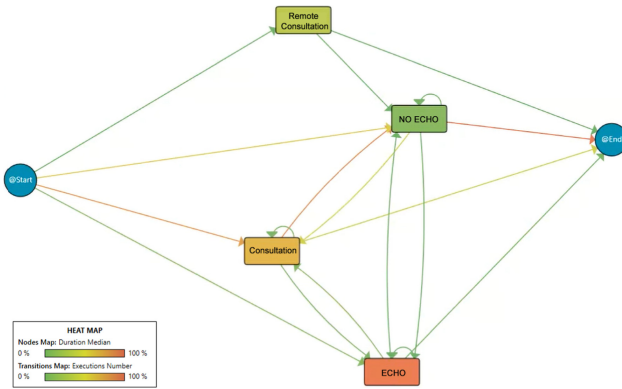 Remote
Consultation
NO ECHO
@End
@Start
Consultation
ECHO
HEAT MAP
Nodes Map: Duration Median
0 % 100 %
Transitions Map: Executions Number
0 % 100 %